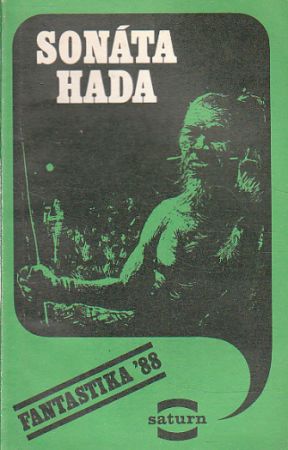 SONÁTA
HADA
FANTASTIKA '88
saturn